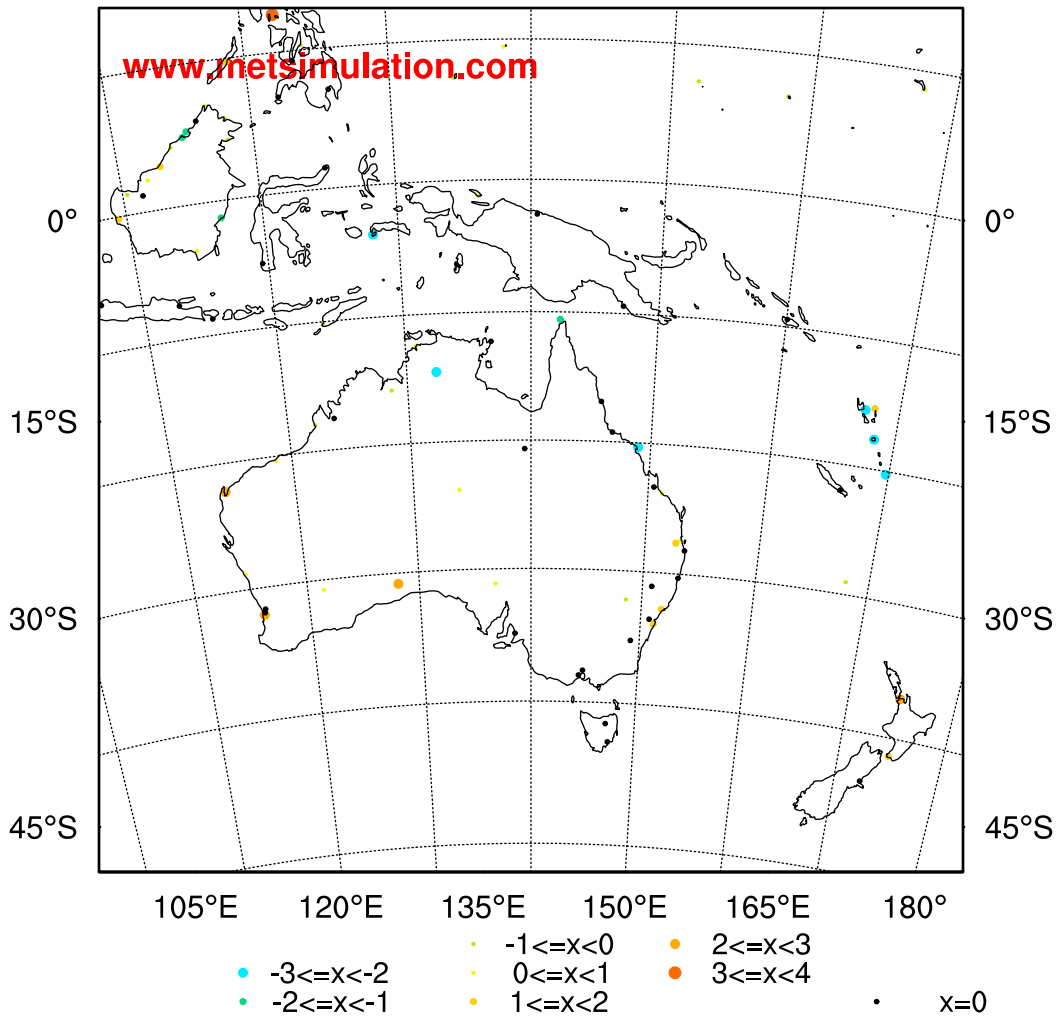 www.metsimulation.com
0° 0°
15°S 15°S
30°S 30°S
45°S 45°S
105°E 120°E 135°E 150°E 165°E 180°
-1<=x<0 2<=x<3
-3<=x<-2 0<=x<1 3<=x<4
-2<=x<-1 1<=x<2 x=0